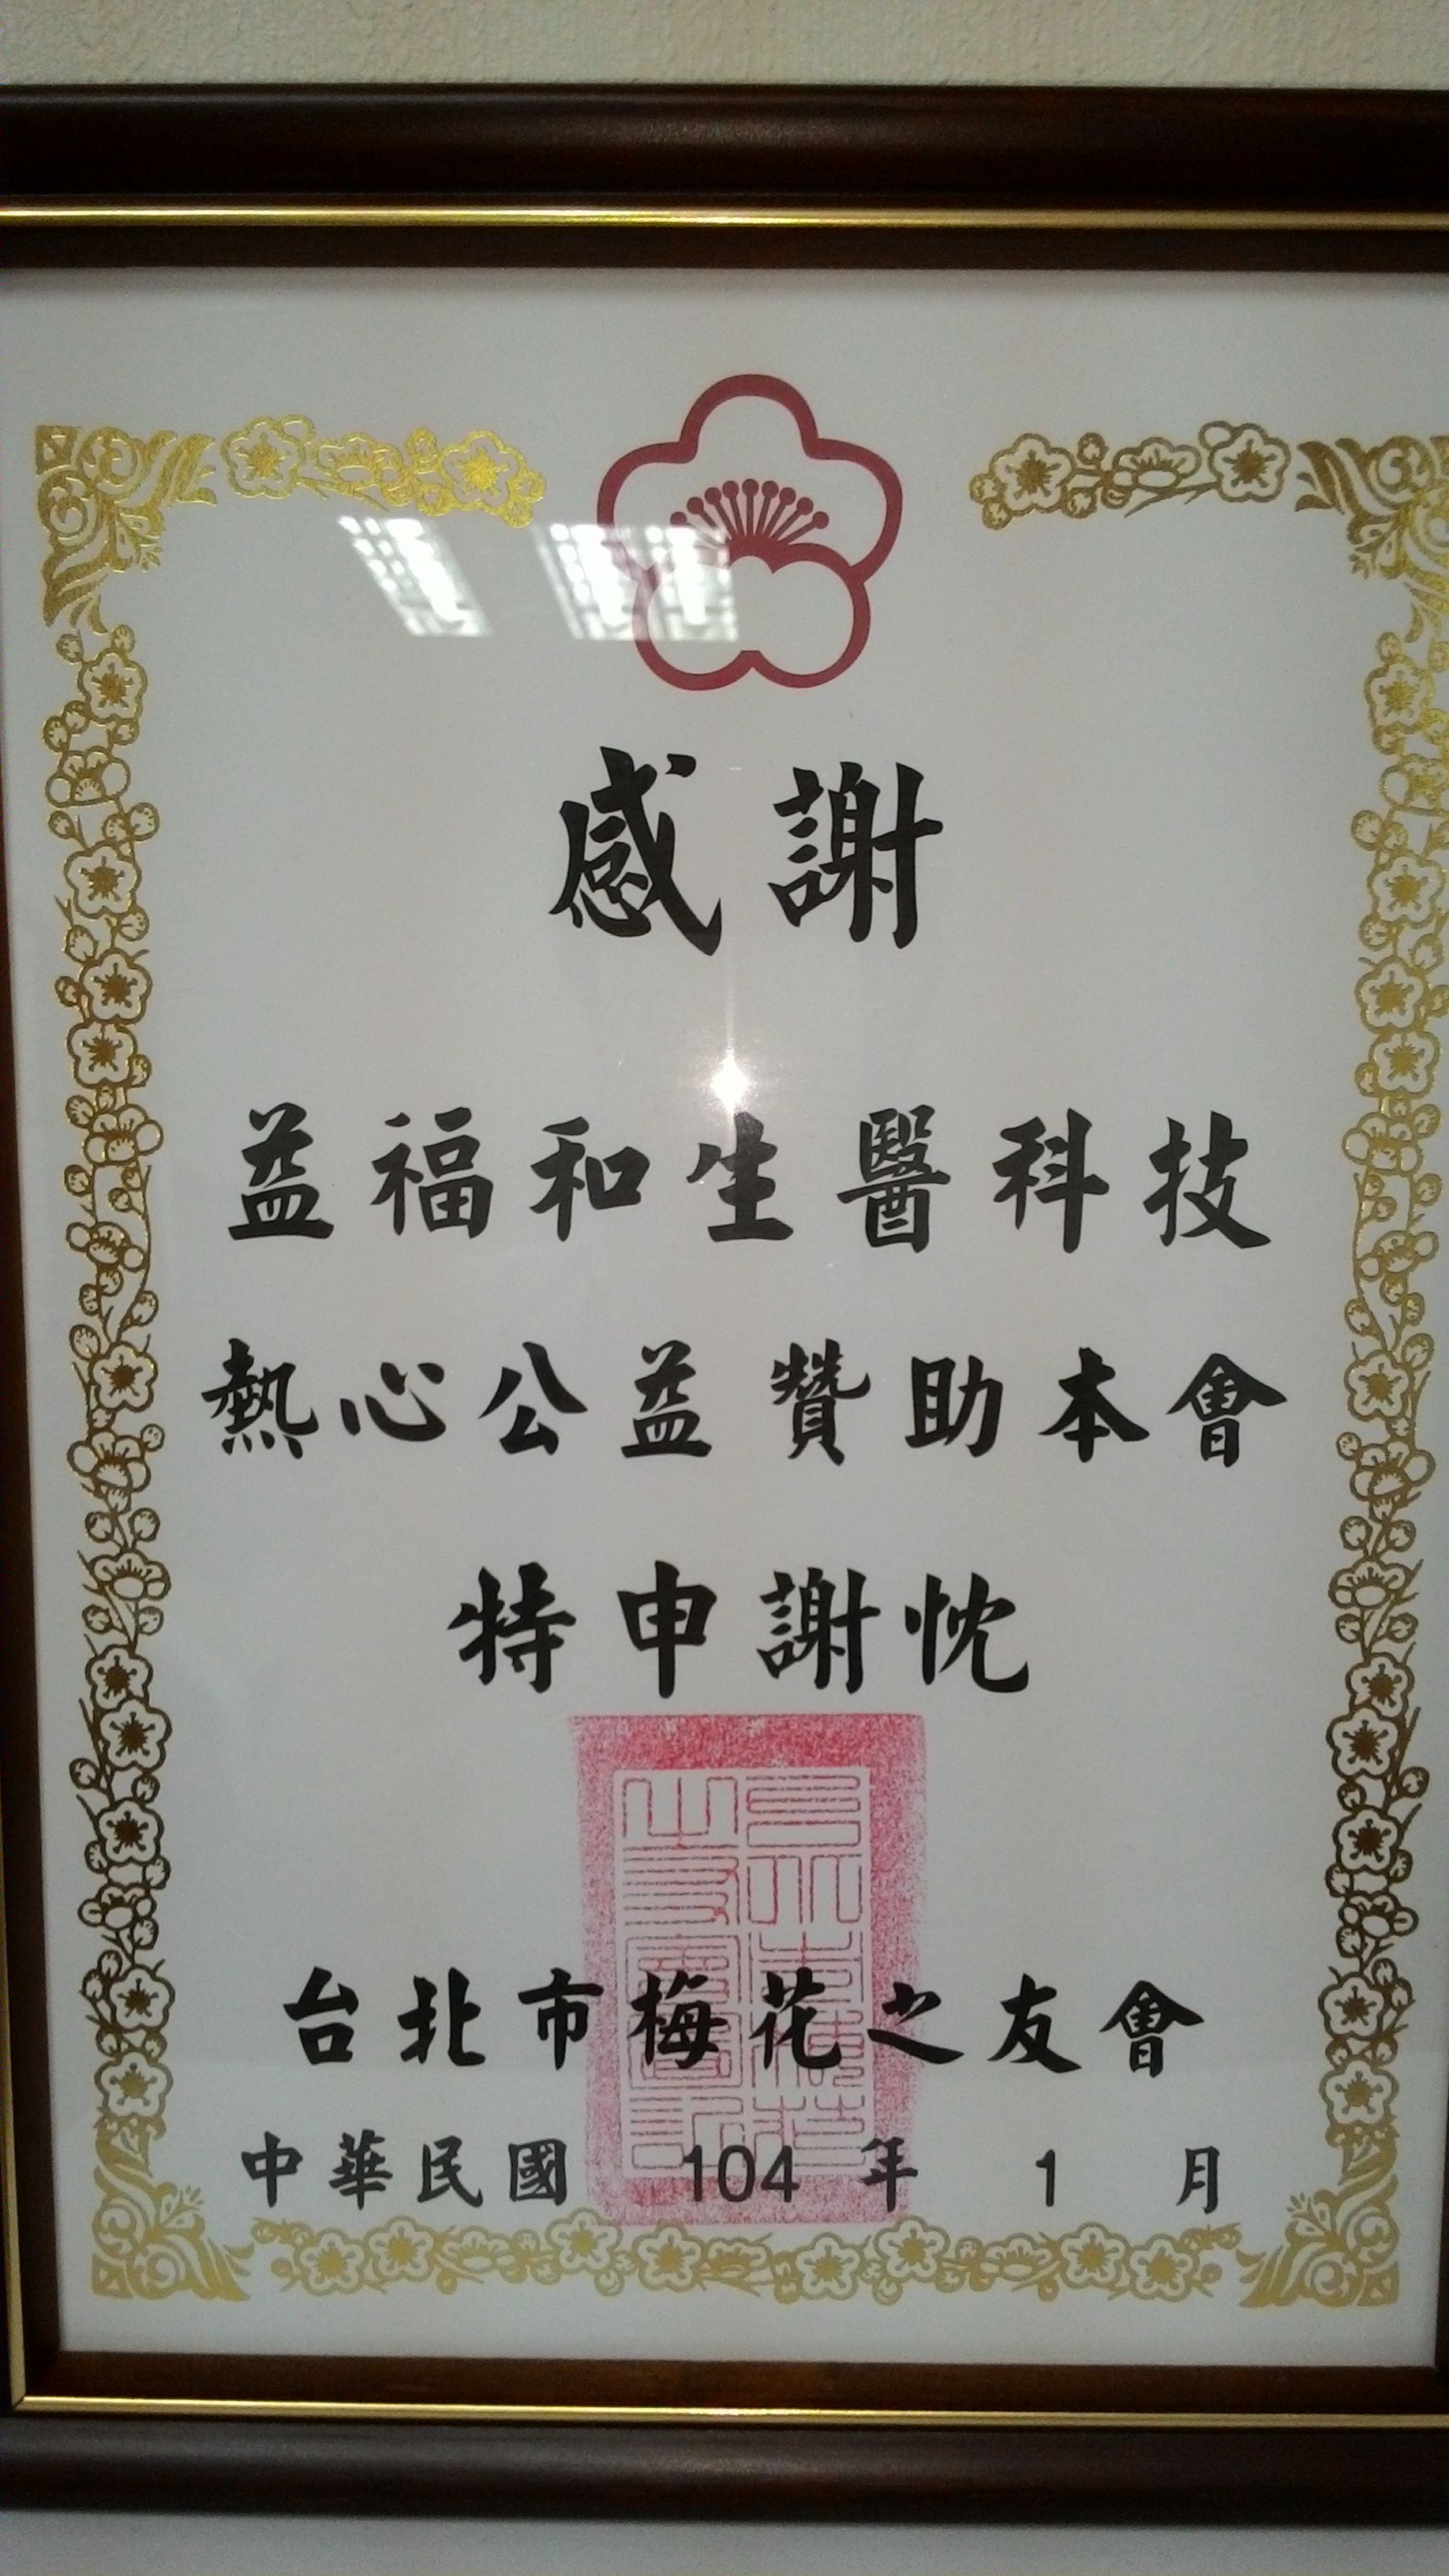 感謝
益福和生醫科技
熱心公益贊助本會
特申謝忱
台北市梅花之友會
中華民國 104 年 1 月